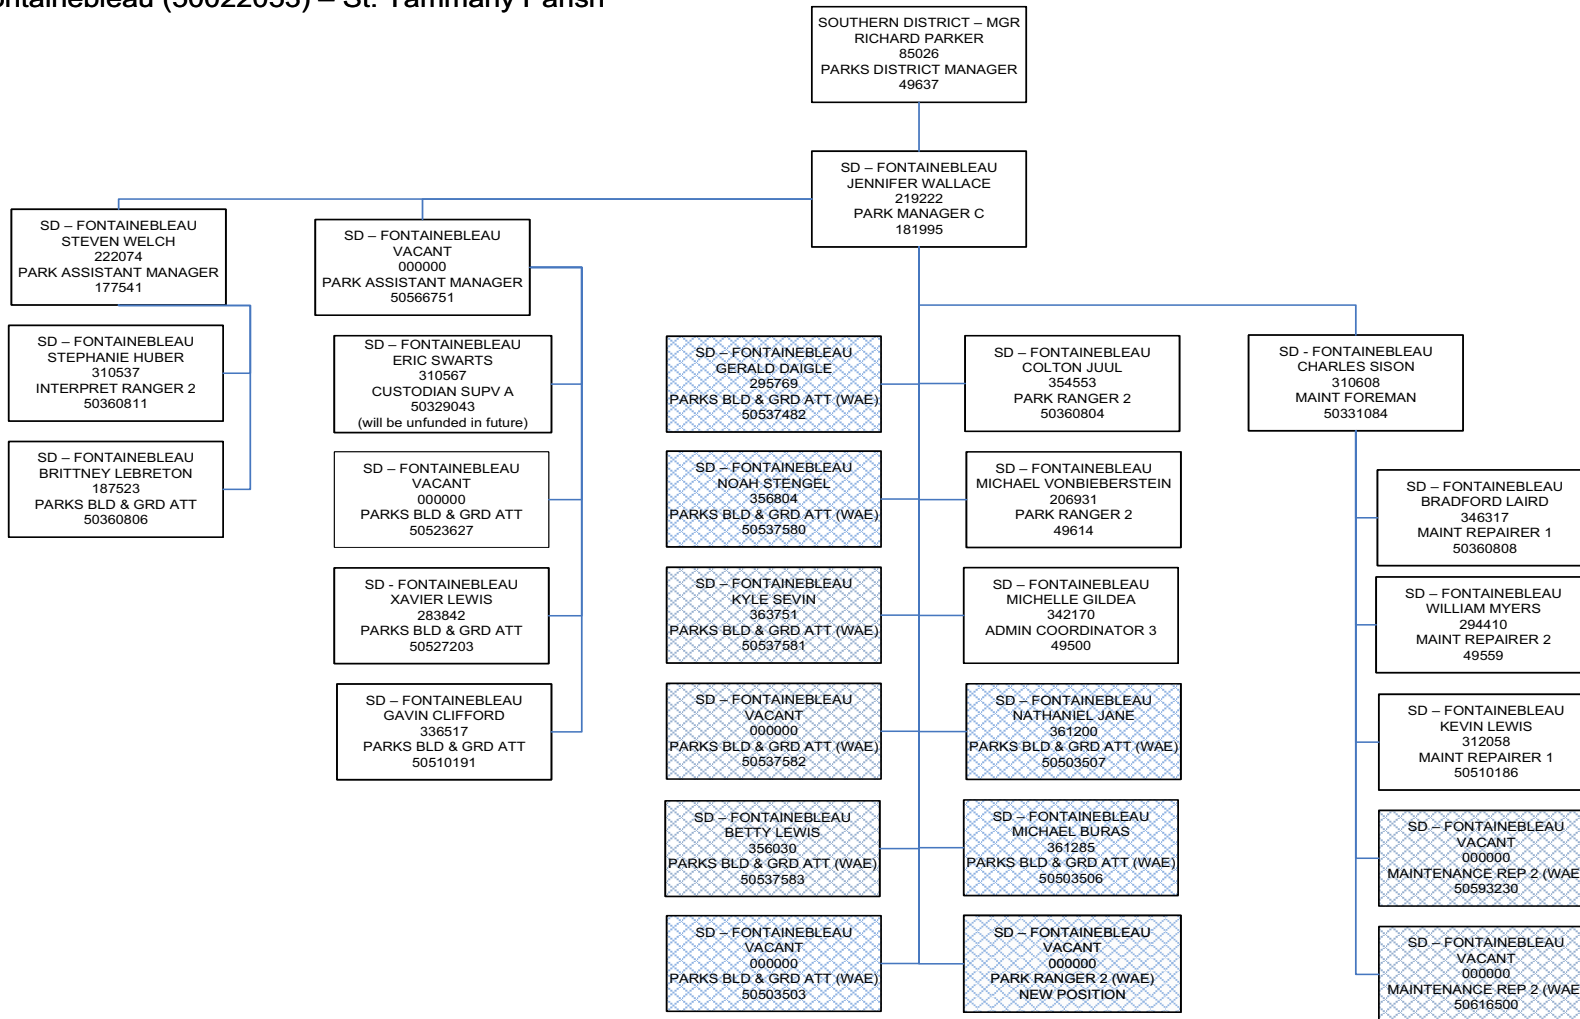 ontainebleau (50022053) – St. Tammany Parish
SOUTHERN DISTRICT – MGR
RICHARD PARKER
85026
PARKS DISTRICT MANAGER
49637
SD – FONTAINEBLEAU
JENNIFER WALLACE
219222
PARK MANAGER C
181995
SD – FONTAINEBLEAU
STEVEN WELCH
222074
PARK ASSISTANT MANAGER
177541
SD – FONTAINEBLEAU
STEPHANIE HUBER
310537
INTERPRET RANGER 2
50360811
SD – FONTAINEBLEAU
BRITTNEY LEBRETON
187523
PARKS BLD & GRD ATT
50360806
SD – FONTAINEBLEAU
VACANT
000000
PARK ASSISTANT MANAGER
50566751
SD – FONTAINEBLEAU
ERIC SWARTS
310567
CUSTODIAN SUPV A
50329043
(will be unfunded in future)
SD – FONTAINEBLEAU
VACANT
000000
PARKS BLD & GRD ATT
50523627
SD - FONTAINEBLEAU
XAVIER LEWIS
283842
PARKS BLD & GRD ATT
50527203
SD – FONTAINEBLEAU
GAVIN CLIFFORD
336517
PARKS BLD & GRD ATT
50510191
SD – FONTAINEBLEAU
GERALD DAIGLE
295769
PARKS BLD & GRD ATT (WAE)
50537482
SD – FONTAINEBLEAU
NOAH STENGEL
356804
PARKS BLD & GRD ATT (WAE)
50537580
SD – FONTAINEBLEAU
KYLE SEVIN
363751
PARKS BLD & GRD ATT (WAE)
50537581
SD – FONTAINEBLEAU
VACANT
000000
PARKS BLD & GRD ATT (WAE)
50537582
SD – FONTAINEBLEAU
BETTY LEWIS
356030
PARKS BLD & GRD ATT (WAE)
50537583
SD – FONTAINEBLEAU
VACANT
000000
PARKS BLD & GRD ATT (WAE)
50503503
SD – FONTAINEBLEAU
COLTON JUUL
354553
PARK RANGER 2
50360804
SD – FONTAINEBLEAU
MICHAEL VONBIEBERSTEIN
206931
PARK RANGER 2
49614
SD – FONTAINEBLEAU
MICHELLE GILDEA
342170
ADMIN COORDINATOR 3
49500
SD – FONTAINEBLEAU
NATHANIEL JANE
361200
PARKS BLD & GRD ATT (WAE)
50503507
SD – FONTAINEBLEAU
MICHAEL BURAS
361285
PARKS BLD & GRD ATT (WAE)
50503506
SD – FONTAINEBLEAU
VACANT
000000
PARK RANGER 2 (WAE)
NEW POSITION
SD - FONTAINEBLEAU
CHARLES SISON
310608
MAINT FOREMAN
50331084
SD – FONTAINEBLEAU
BRADFORD LAIRD
346317
MAINT REPAIRER 1
50360808
SD – FONTAINEBLEAU
WILLIAM MYERS
294410
MAINT REPAIRER 2
49559
SD – FONTAINEBLEAU
KEVIN LEWIS
312058
MAINT REPAIRER 1
50510186
SD – FONTAINEBLEAU
VACANT
000000
MAINTENANCE REP 2 (WAE
50593230
SD – FONTAINEBLEAU
VACANT
000000
MAINTENANCE REP 2 (WAE
50616500